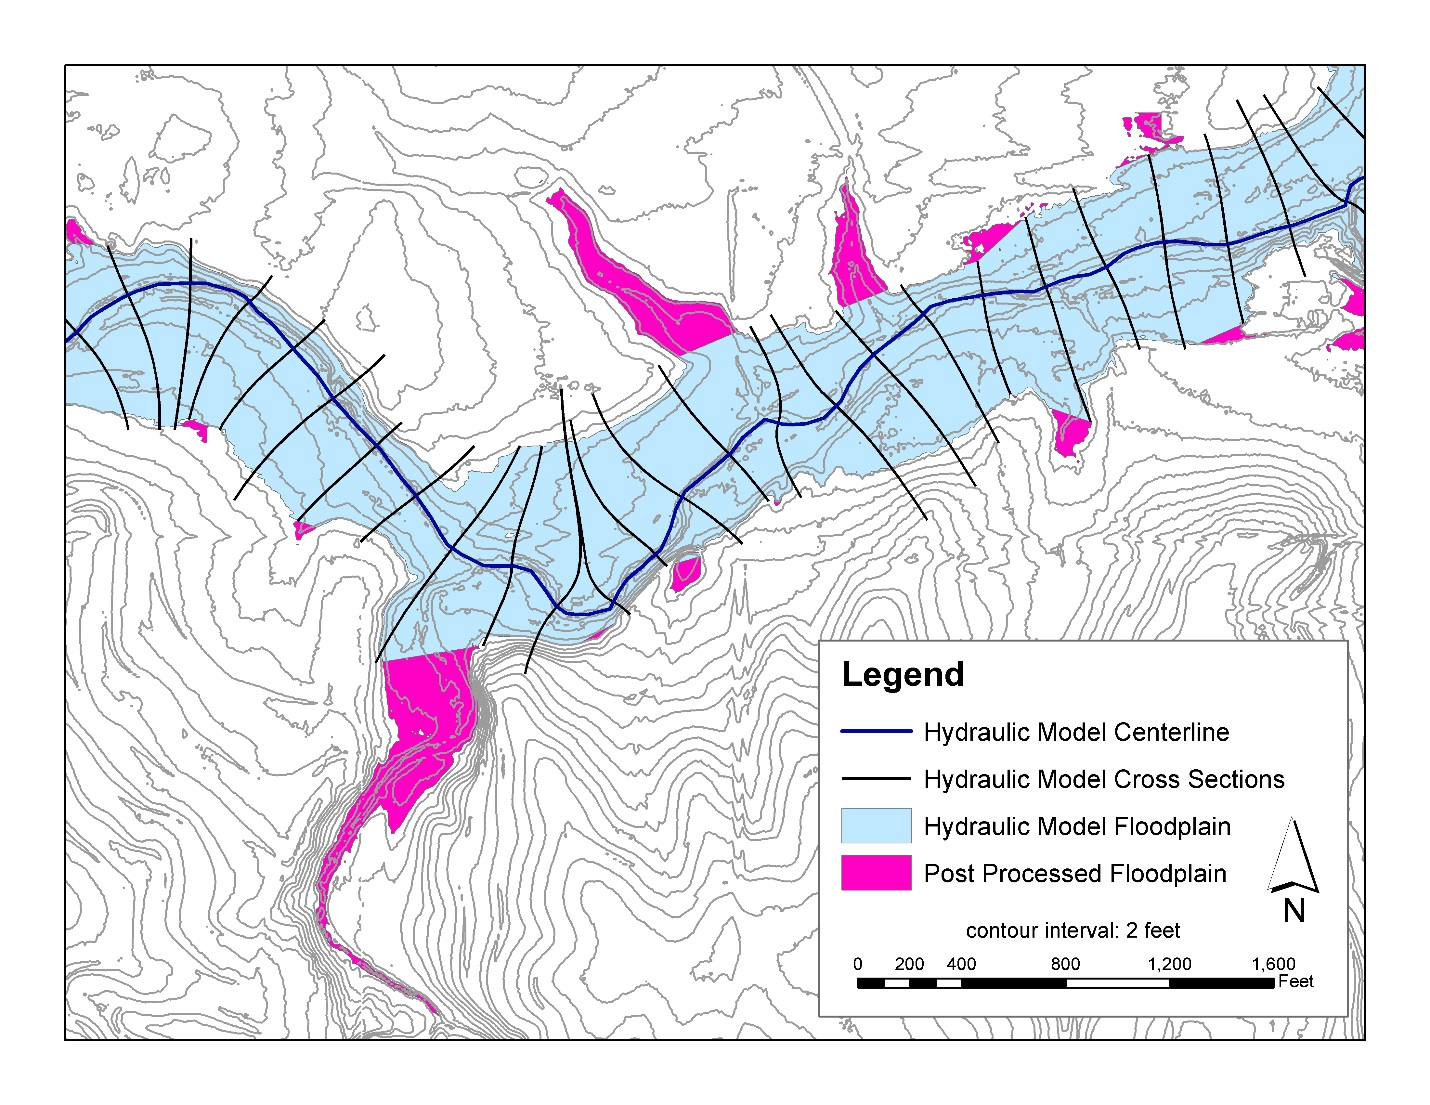 Legend
Hydraulic Model Centerline
Hydraulic Model Cross Sections
Hydraulic Model Floodplain
Post Processed Floodplain
N
contour interval: 2 feet
0 200 400 800 1,200 1,600
Feet